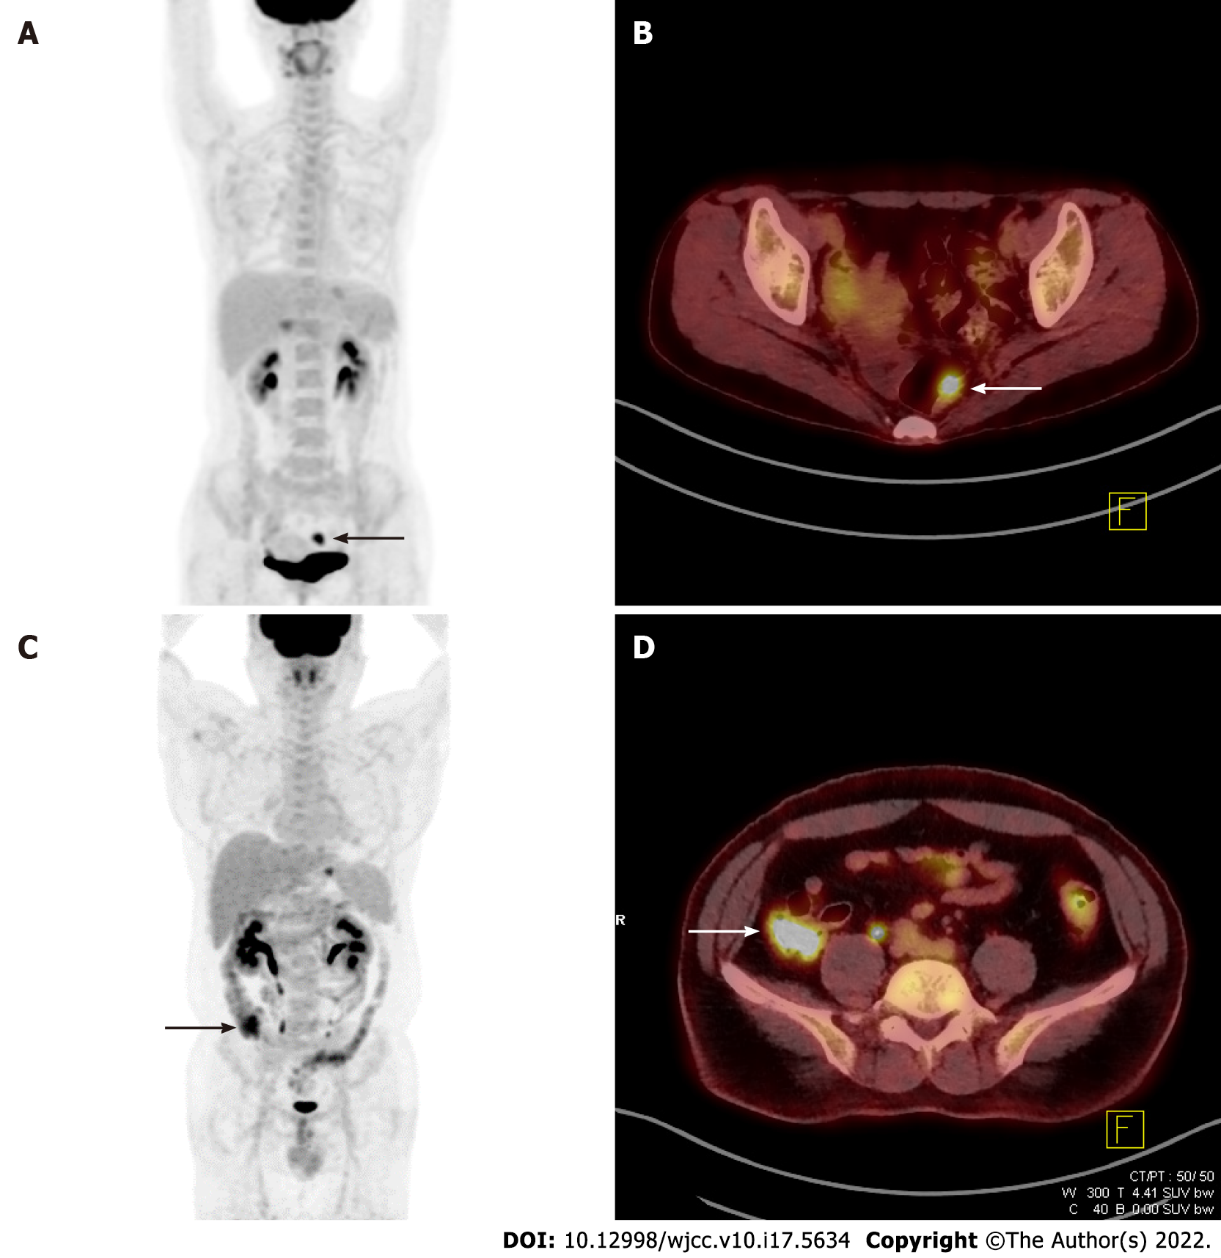 A
B
F
C
D
R
F
CT/PT : 50/50
W 300 T 4.41 SUV bw
C 40 B 0.00 SUV bw
DOI: 10.12998/wjcc.v10.i17.5634 Copyright ©The Author(s) 2022.